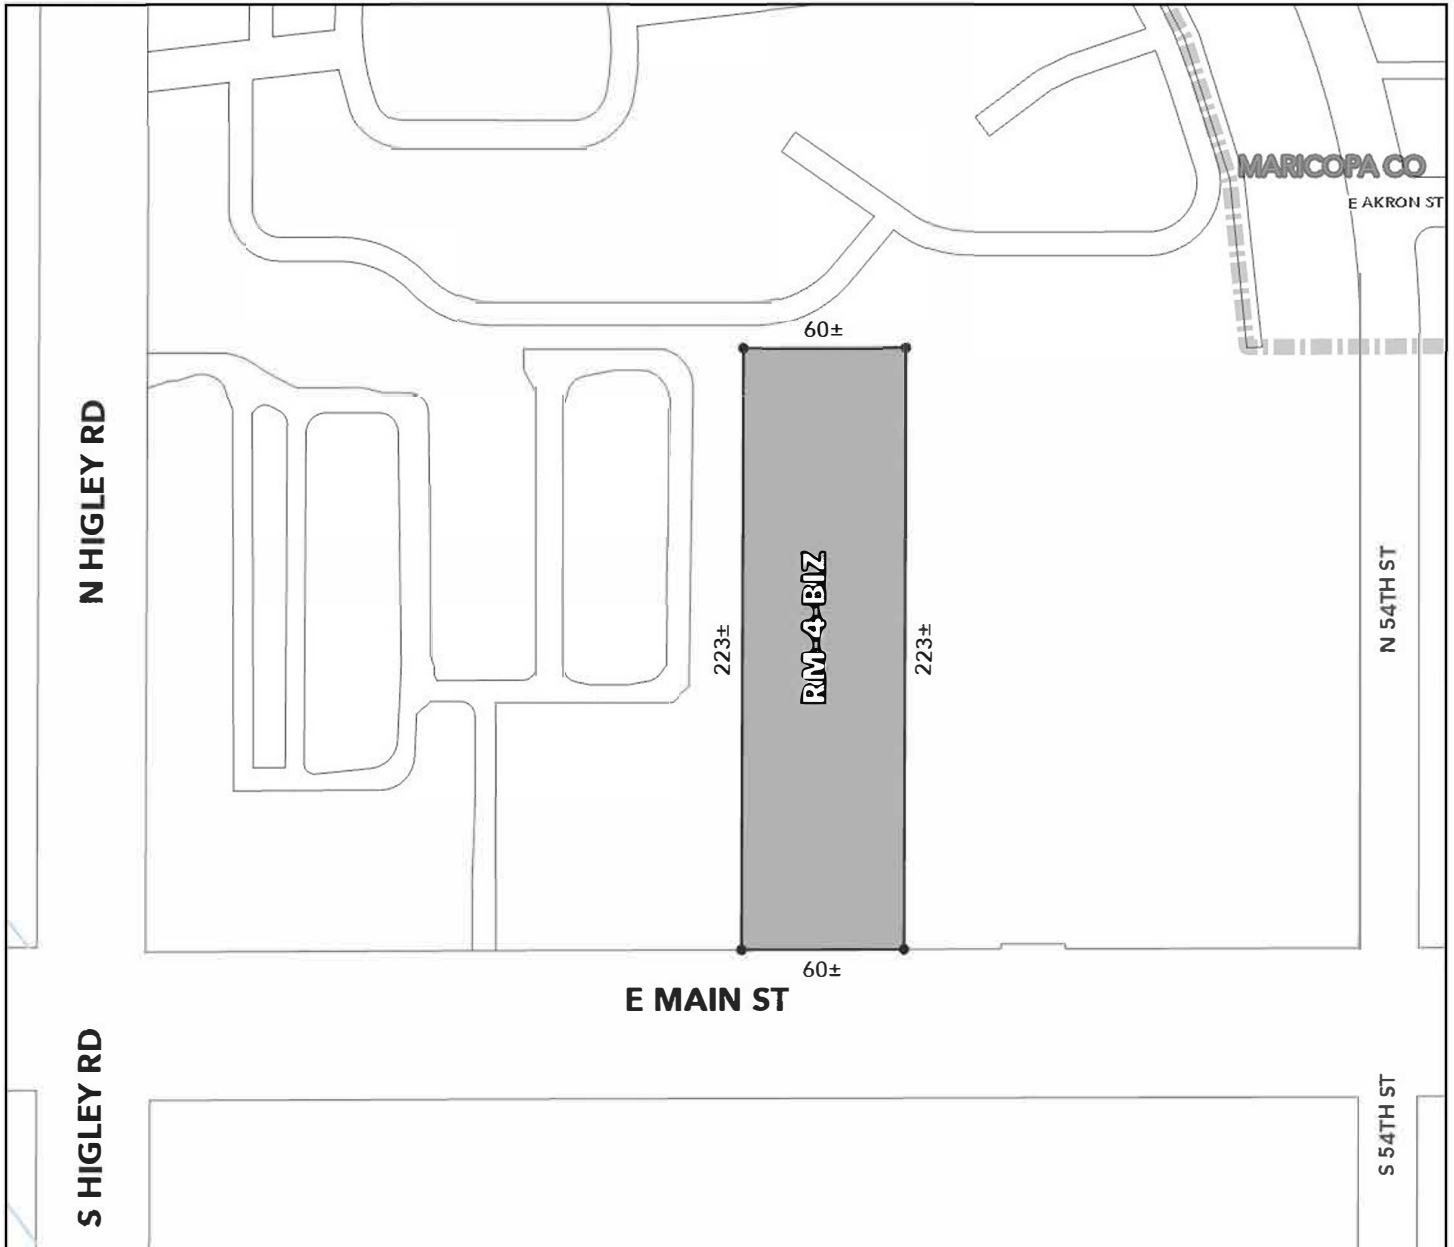 MARICOPA CO
E AKRON ST
60±
N HIGLEY RD
RM-4-BIZ
223±
223±
N 54TH ST
60±
E MAIN ST
S HIGLEY RD
S 54TH ST